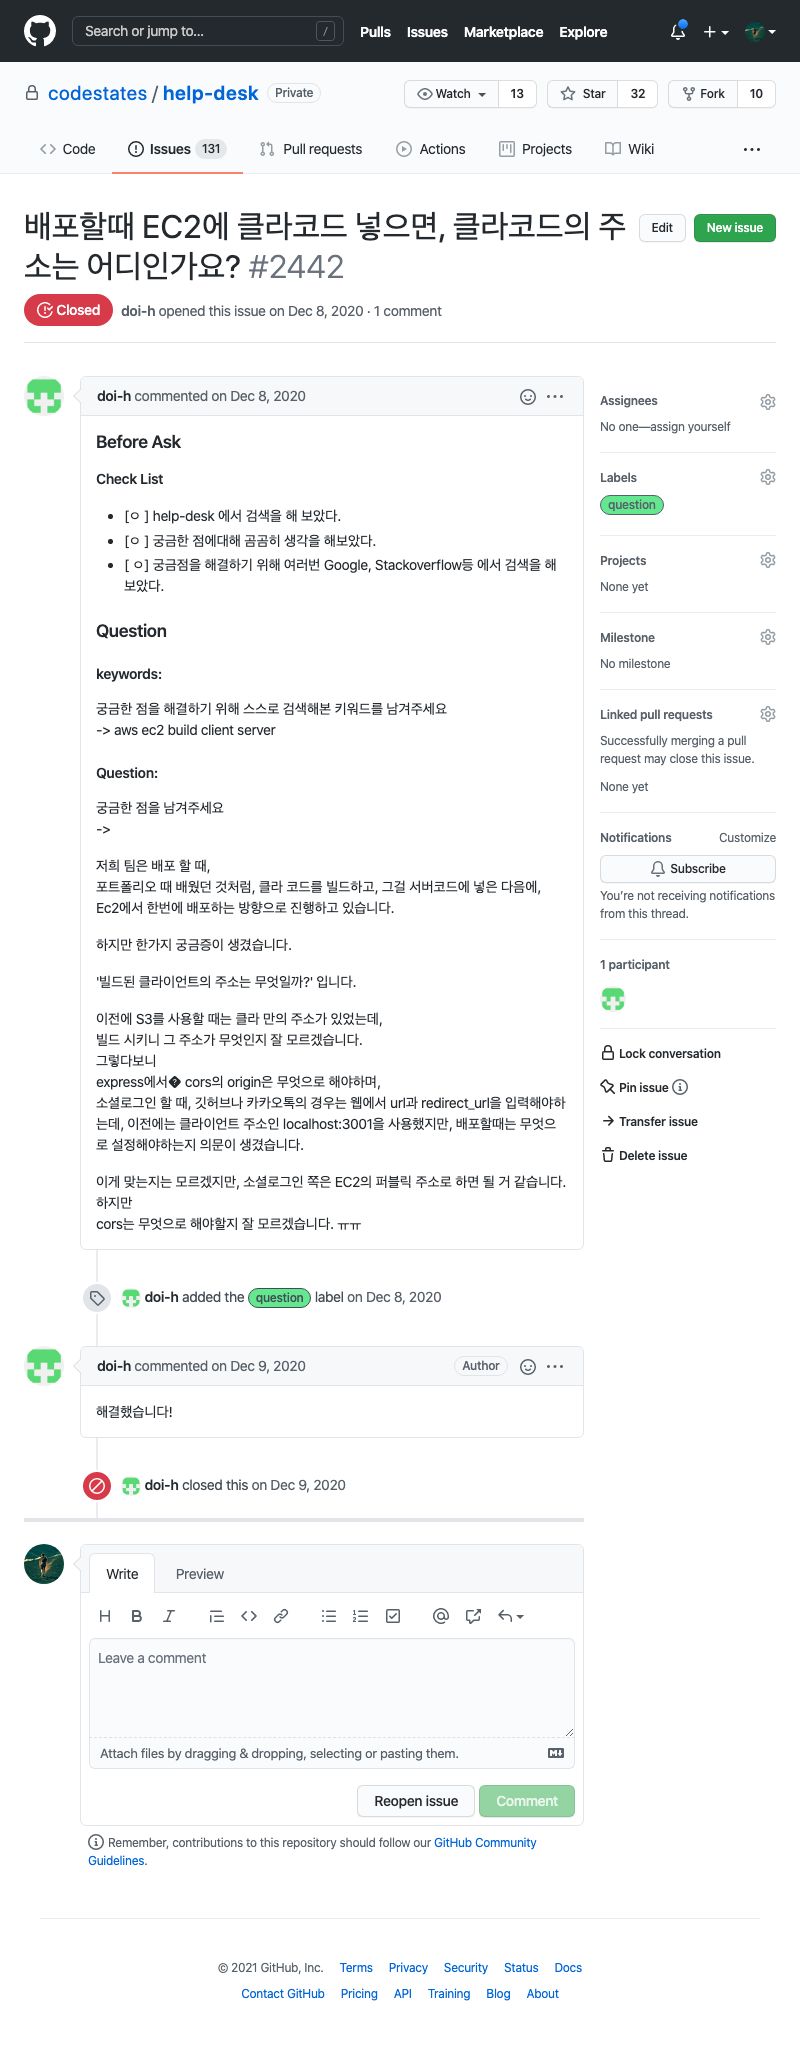 Search or jump to... /
Pulls Issues Marketplace Explore
codestates / help-desk Private
Watch 13 Star 32 Fork 10
Code Issues 131 Pull requests Actions Projects Wiki
배포할때 EC2에 클라코드 넣으면, 클라코드의 주
소는 어디인가요? #2442
Edit New issue
Closed doi-h opened this issue on Dec 8, 2020 · 1 comment
doi-h commented on Dec 8, 2020
Before Ask
Check List
• [ㅇ ] help-desk 에서 검색을 해 보았다.
• [ㅇ ] 궁금한 점에대해 곰곰히 생각을 해보았다.
• [ ㅇ] 궁금점을 해결하기 위해 여러번 Google, Stackoverflow등 에서 검색을 해
보았다.
Question
keywords:
궁금한 점을 해결하기 위해 스스로 검색해본 키워드를 남겨주세요
-> aws ec2 build client server
Question:
궁금한 점을 남겨주세요
->
저희 팀은 배포 할 때,
포트폴리오 때 배웠던 것처럼, 클라 코드를 빌드하고, 그걸 서버코드에 넣은 다음에,
Ec2에서 한번에 배포하는 방향으로 진행하고 있습니다.
하지만 한가지 궁금증이 생겼습니다.
'빌드된 클라이언트의 주소는 무엇일까?' 입니다.
이전에 S3를 사용할 때는 클라 만의 주소가 있었는데,
빌드 시키니 그 주소가 무엇인지 잘 모르겠습니다.
그렇다보니
express에서� cors의 origin은 무엇으로 해야하며,
소셜로그인 할 때, 깃허브나 카카오톡의 경우는 웹에서 url과 redirect_url을 입력해야하
는데, 이전에는 클라이언트 주소인 localhost:3001을 사용했지만, 배포할때는 무엇으
로 설정해야하는지 의문이 생겼습니다.
이게 맞는지는 모르겠지만, 소셜로그인 쪽은 EC2의 퍼블릭 주소로 하면 될 거 같습니다.
하지만
cors는 무엇으로 해야할지 잘 모르겠습니다. ㅠㅠ
doi-h added the question label on Dec 8, 2020
doi-h commented on Dec 9, 2020 Author
해결했습니다!
doi-h closed this on Dec 9, 2020
Assignees
No one—assign yourself
Labels
question
Projects
None yet
Milestone
No milestone
Linked pull requests
Successfully merging a pull
request may close this issue.
None yet
Notifications Customize
Subscribe
You're not receiving notifications
from this thread.
1 participant
Lock conversation
Pin issue
Transfer issue
Delete issue
Write Preview
Leave a comment
Attach files by dragging & dropping, selecting or pasting them.
Reopen issue Comment
Remember, contributions to this repository should follow our GitHub Community
Guidelines.
© 2021 GitHub, Inc. Terms Privacy Security Status Docs
Contact GitHub Pricing API Training Blog About